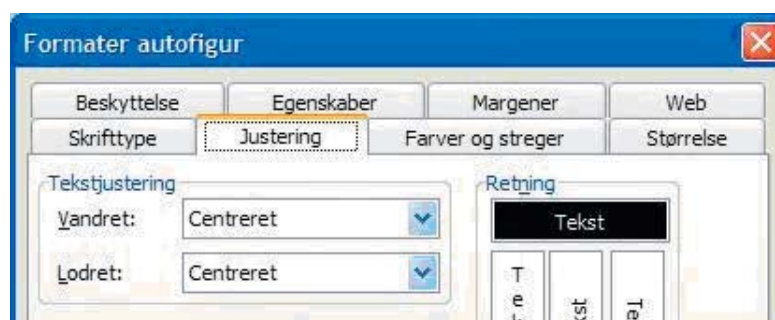 Formater autofigur
Beskyttelse Egenskaber Margener Web
Skrifttype Justering Farver og streger Størrelse
Tekstjustering
Vandret: Centreret
Lodret: Centreret
Retning
Tekst